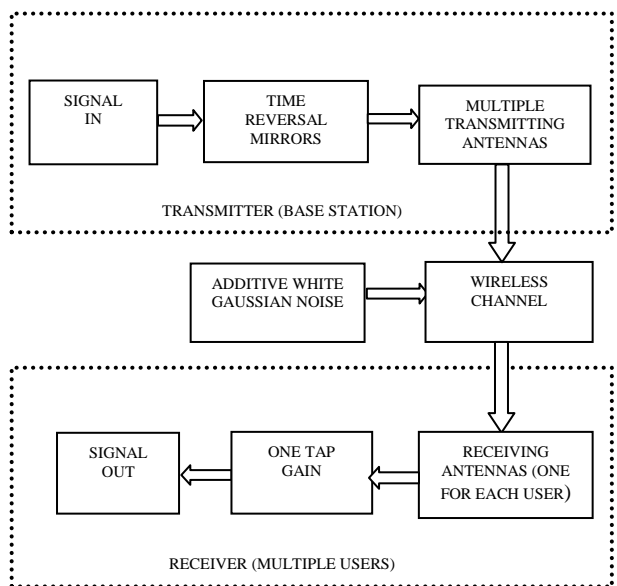 SIGNAL
IN
TIME
REVERSAL
MIRRORS
MULTIPLE
TRANSMITTING
ANTENNAS
TRANSMITTER (BASE STATION)
ADDITIVE WHITE
GAUSSIAN NOISE
WIRELESS
CHANNEL
SIGNAL
OUT
ONE TAP
GAIN
RECEIVING
ANTENNAS (ONE
FOR EACH USER)
RECEIVER (MULTIPLE USERS)